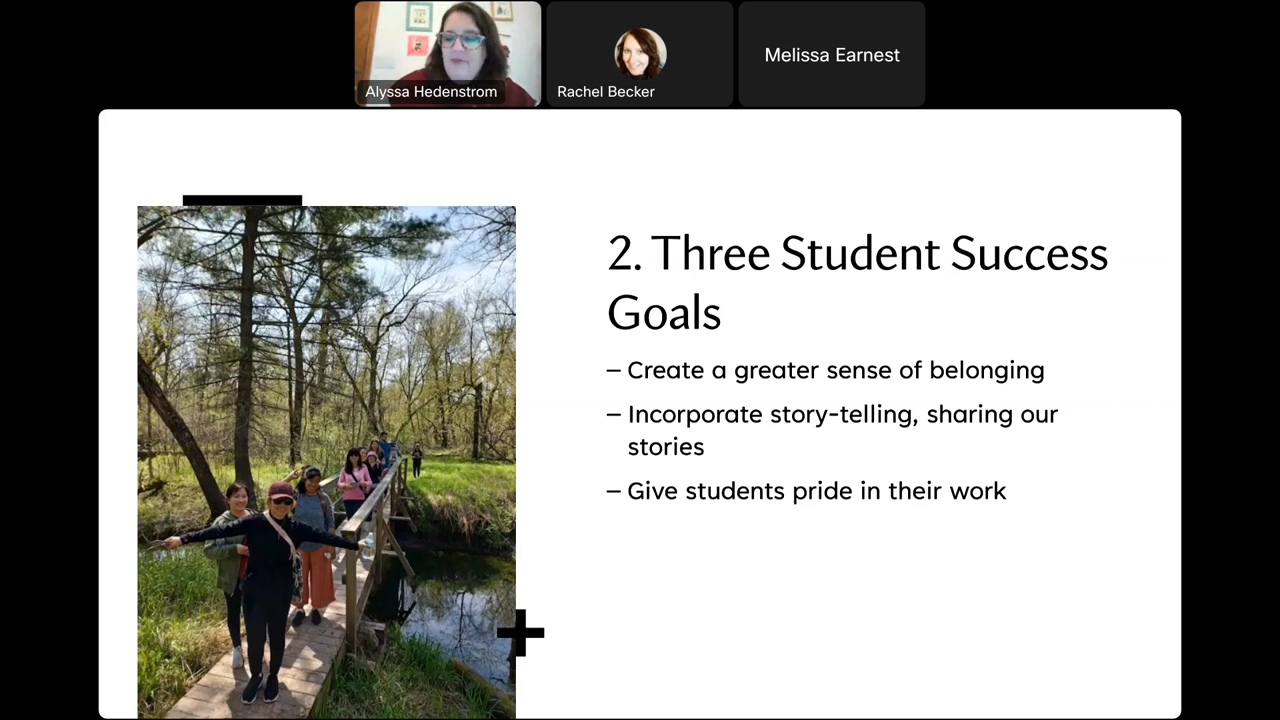 Alyssa Hedenstrom
Rachel Becker
Melissa Earnest
2. Three Student Success
Goals
– Create a greater sense of belonging
– Incorporate story-telling, sharing our
stories
– Give students pride in their work